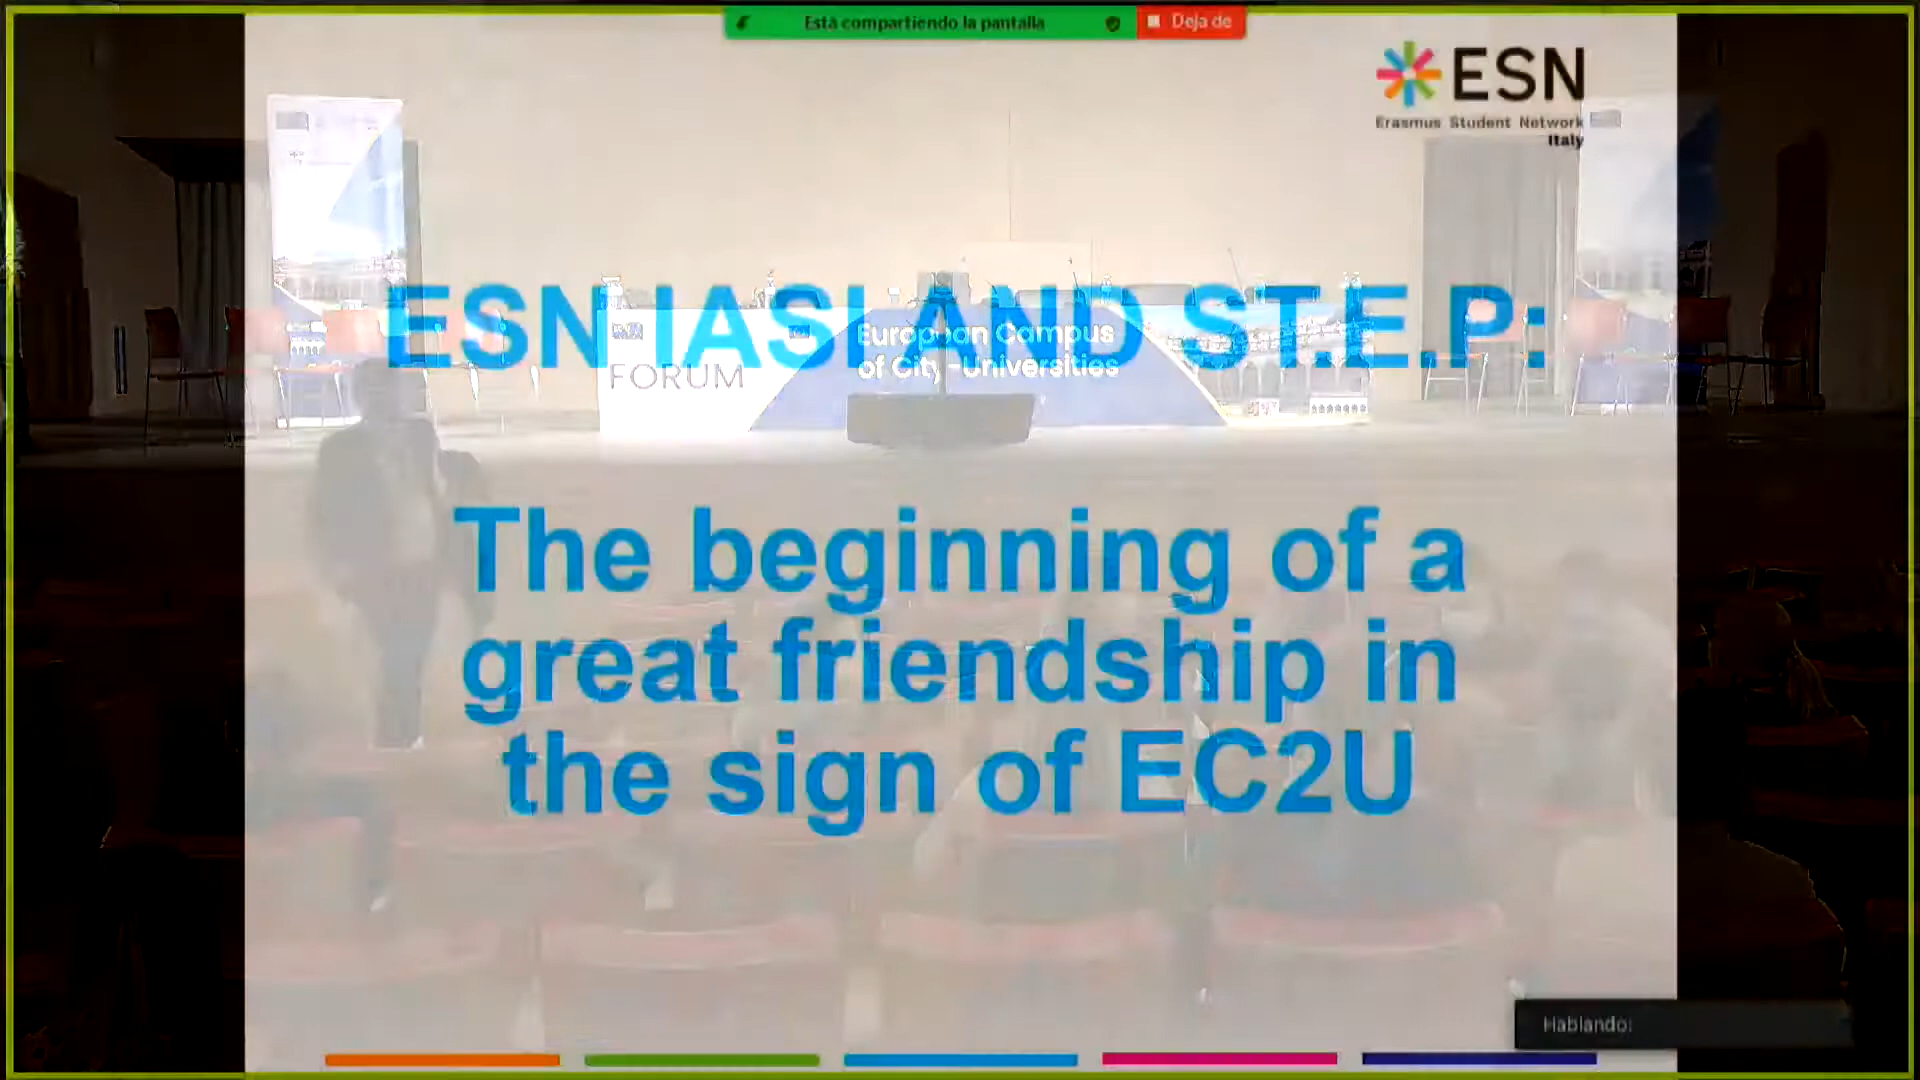 Está compartiendo la pantalla
Deja de
ESN
Erasmus Student Network
Italy
ESN IASI AND ST.E.P:
European Campus
of City-Universities
FORUM
The beginning of a
great friendship in
the sign of EC2U
Hablando: